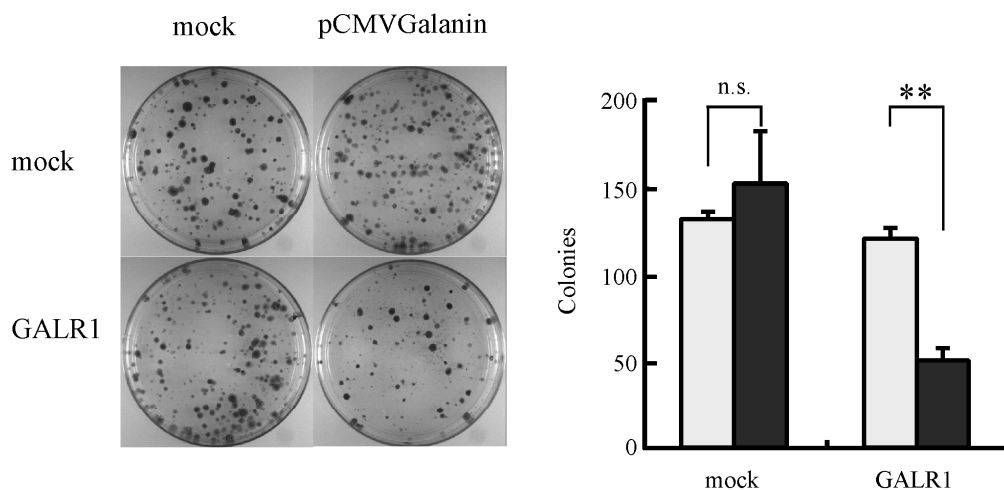 mock pCMVGalanin
mock
GALR1
n.s. **
200
150
100
50
0
Colonies
mock GALR1